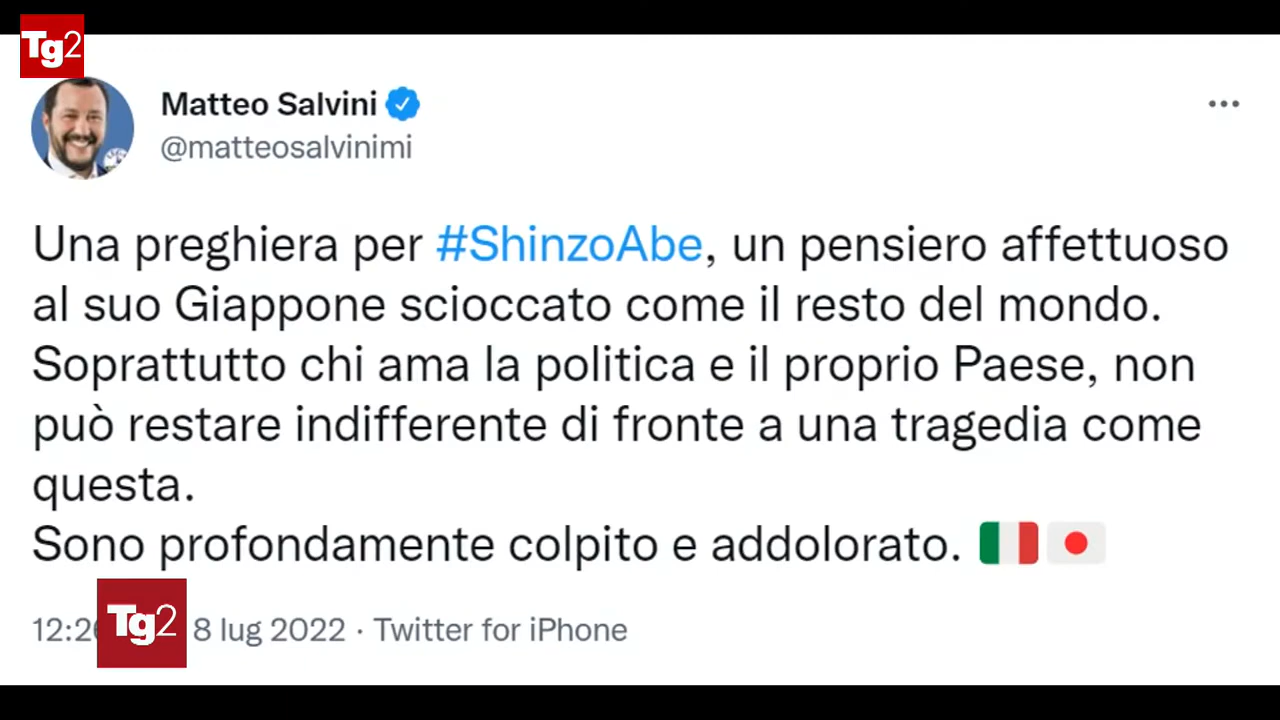 Tg2
Matteo Salvini
@matteosalvinimi
Una preghiera per #ShinzoAbe, un pensiero affettuoso
al suo Giappone scioccato come il resto del mondo.
Soprattutto chi ama la politica e il proprio Paese, non
può restare indifferente di fronte a una tragedia come
questa.
Sono profondamente colpito e addolorato. 🇮🇹 🇯🇵
Tg2
8 lug 2022 · Twitter for iPhone